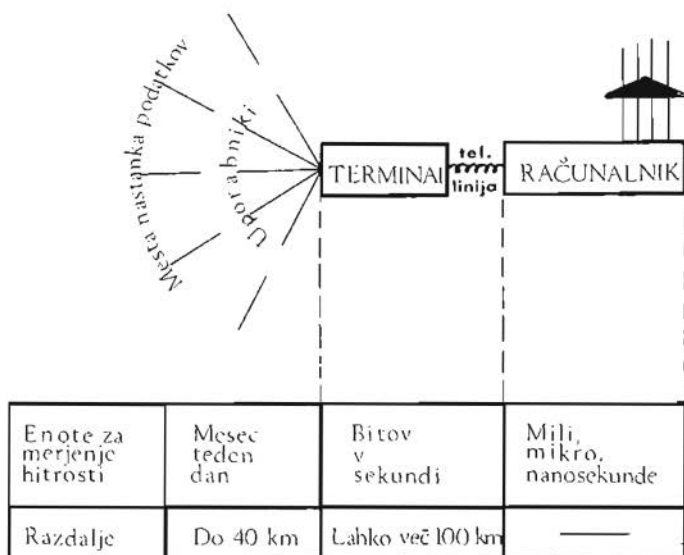 Mesta nastanka podatkov
Uporabniki
TERMINAL
tel.
linija
RAČUNALNIK
Enote za
merjenje
hitrosti
Mesec
teden
dan
Bitov
v
sekundi
Mili,
mikro,
nanosekunde
Razdalje
Do 40 km
Lahko več 100 km